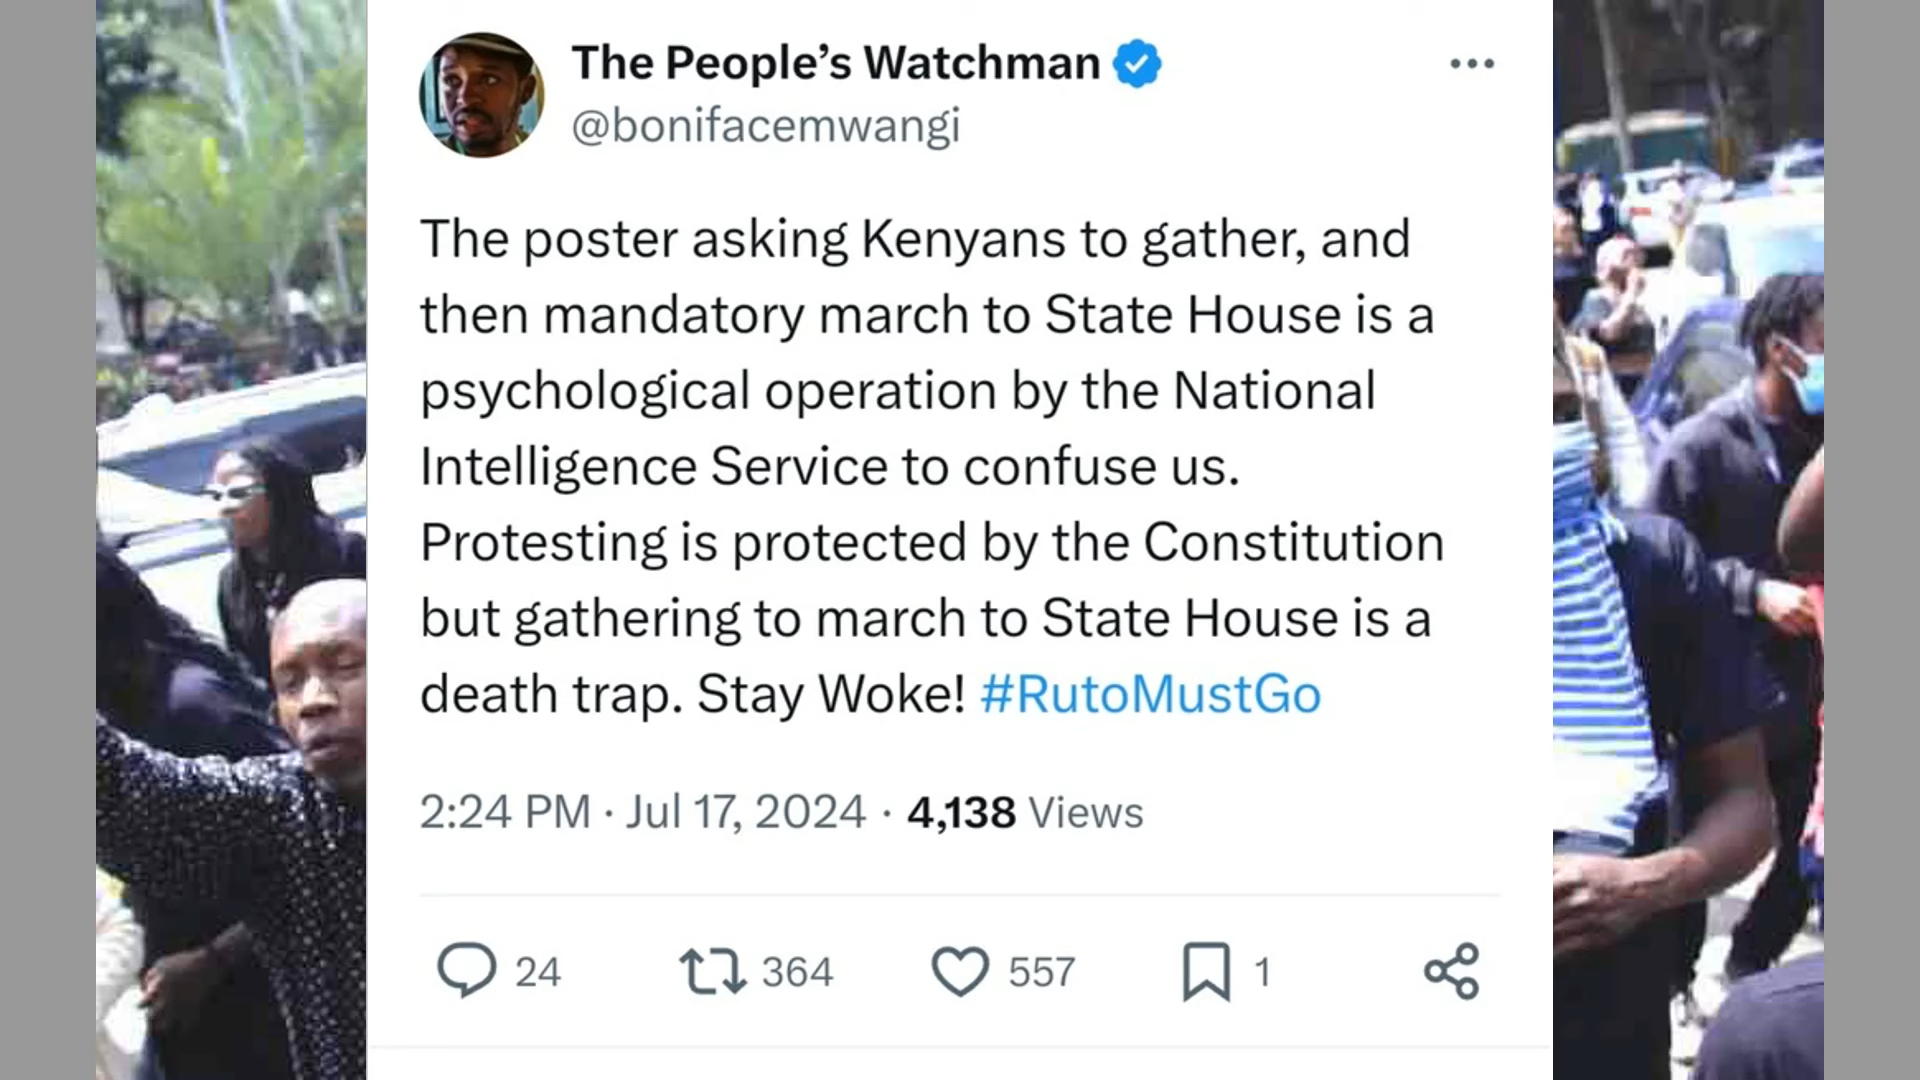 The People’s Watchman
@bonifacemwangi
The poster asking Kenyans to gather, and
then mandatory march to State House is a
psychological operation by the National
Intelligence Service to confuse us.
Protesting is protected by the Constitution
but gathering to march to State House is a
death trap. Stay Woke! #RutoMustGo
2:24 PM · Jul 17, 2024 · 4,138 Views
24 364 557 1